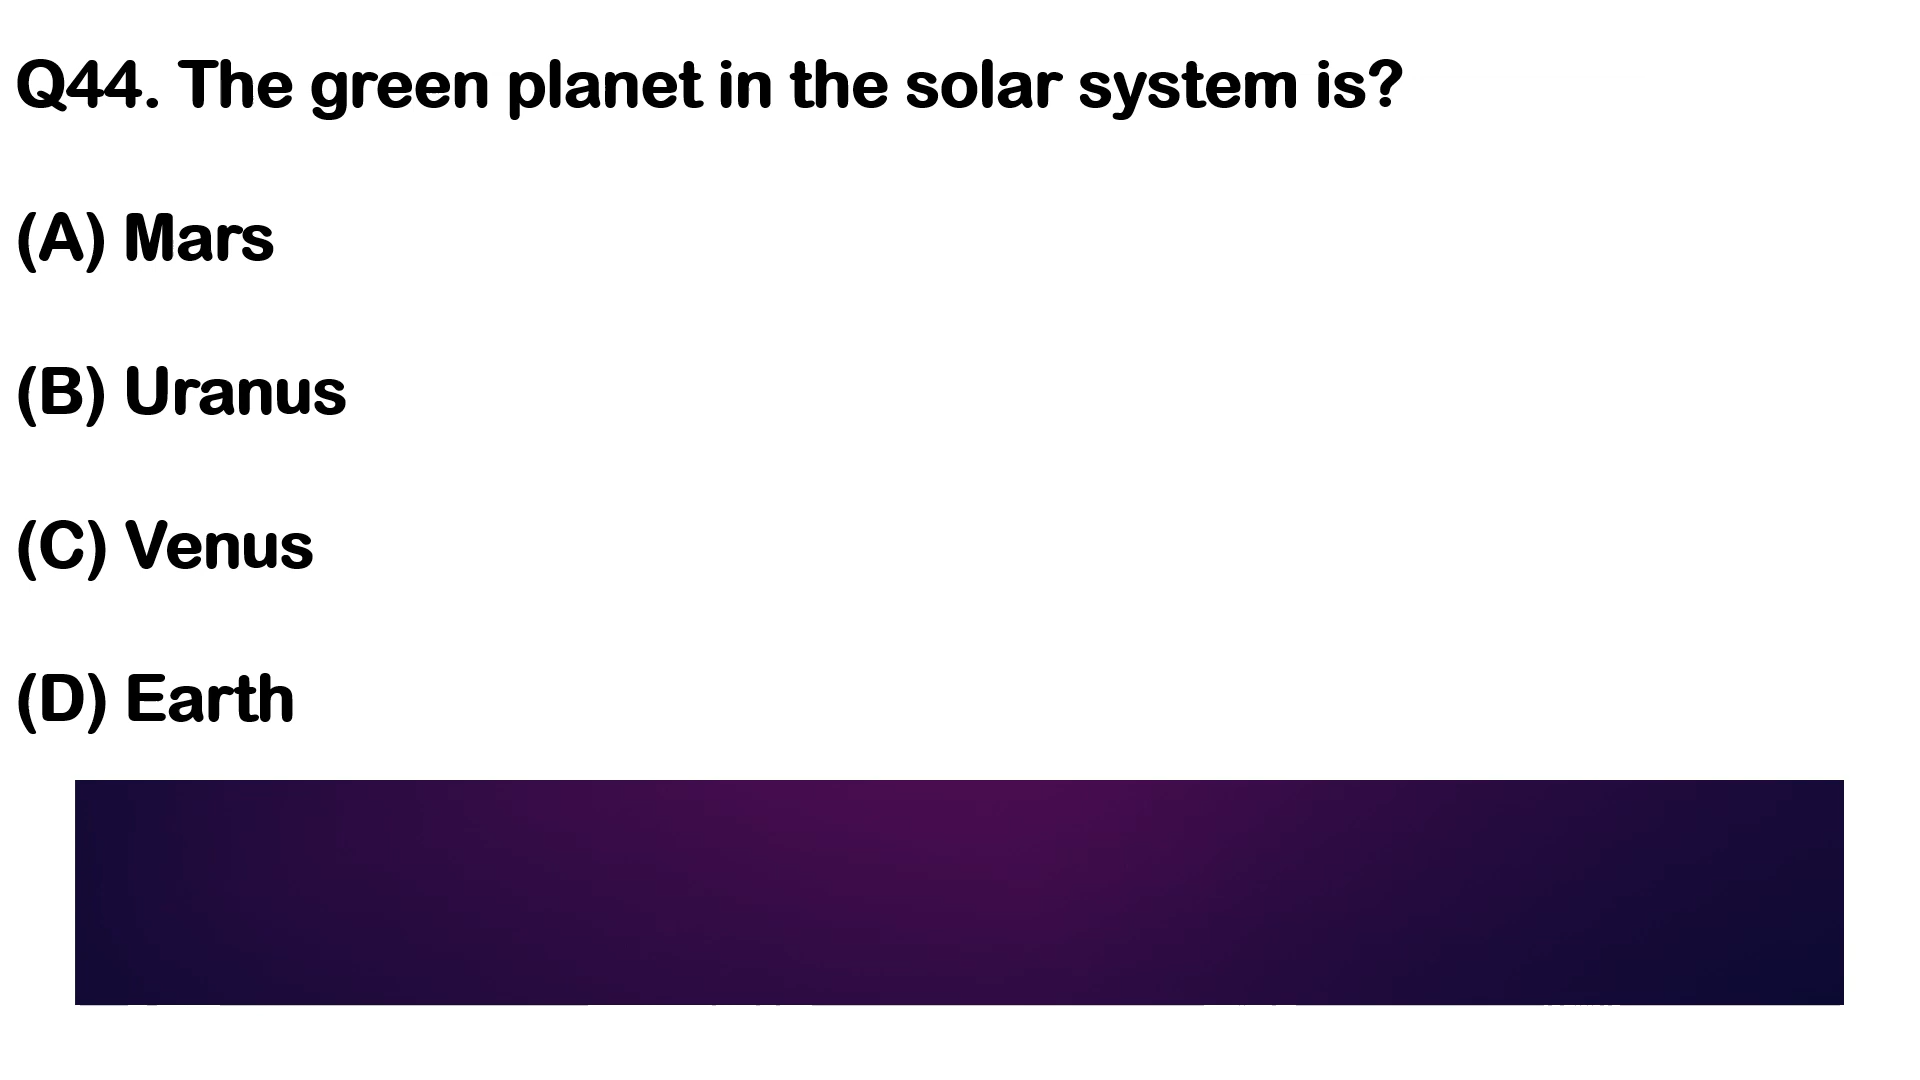 Q44. The green planet in the solar system is?
(A) Mars
(B) Uranus
(C) Venus
(D) Earth